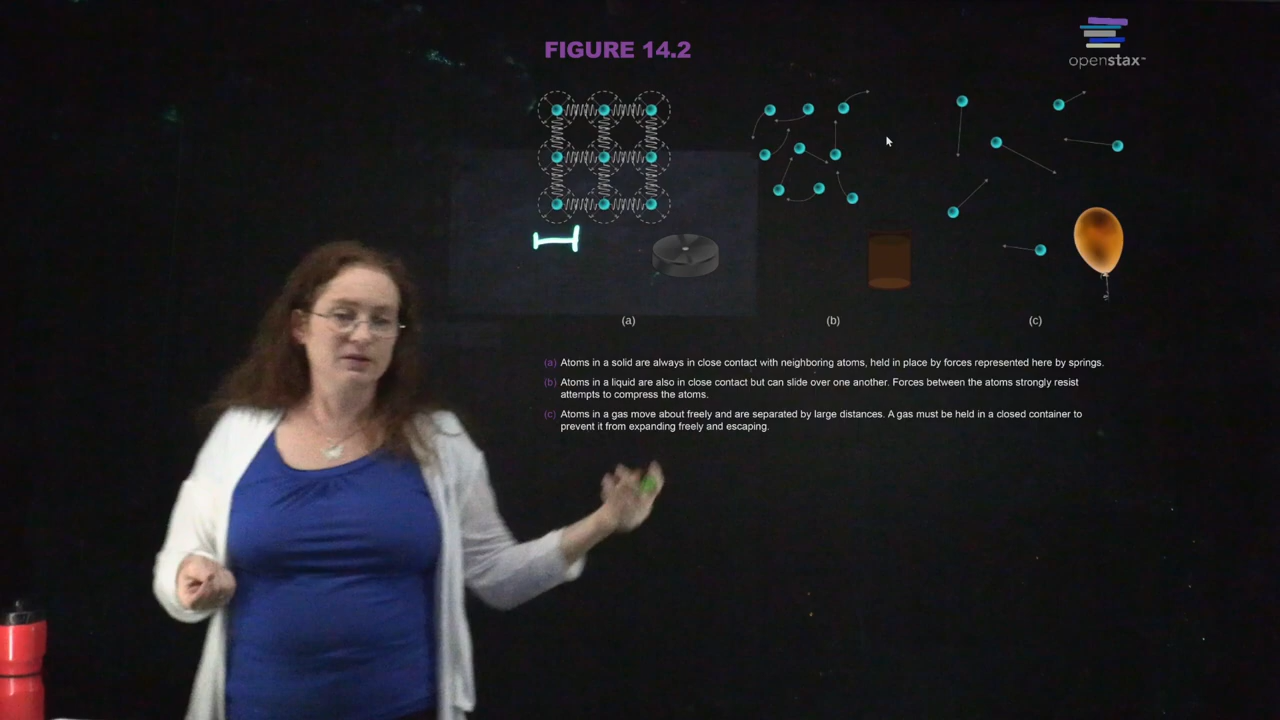 FIGURE 14.2
openstax™
(a) (b) (c)
(a) Atoms in a solid are always in close contact with neighboring atoms, held in place by forces represented here by springs.
(b) Atoms in a liquid are also in close contact but can slide over one another. Forces between the atoms strongly resist
attempts to compress the atoms.
(c) Atoms in a gas move about freely and are separated by large distances. A gas must be held in a closed container to
prevent it from expanding freely and escaping.